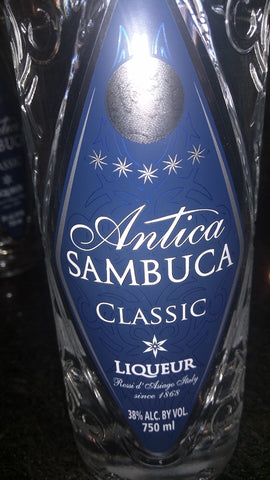 Antica
SAMBUCA
CLASSIC
LIQUEUR
Rossi d'Asiago Italy
since 1868
38% ALC. BY VOL.
750 ml